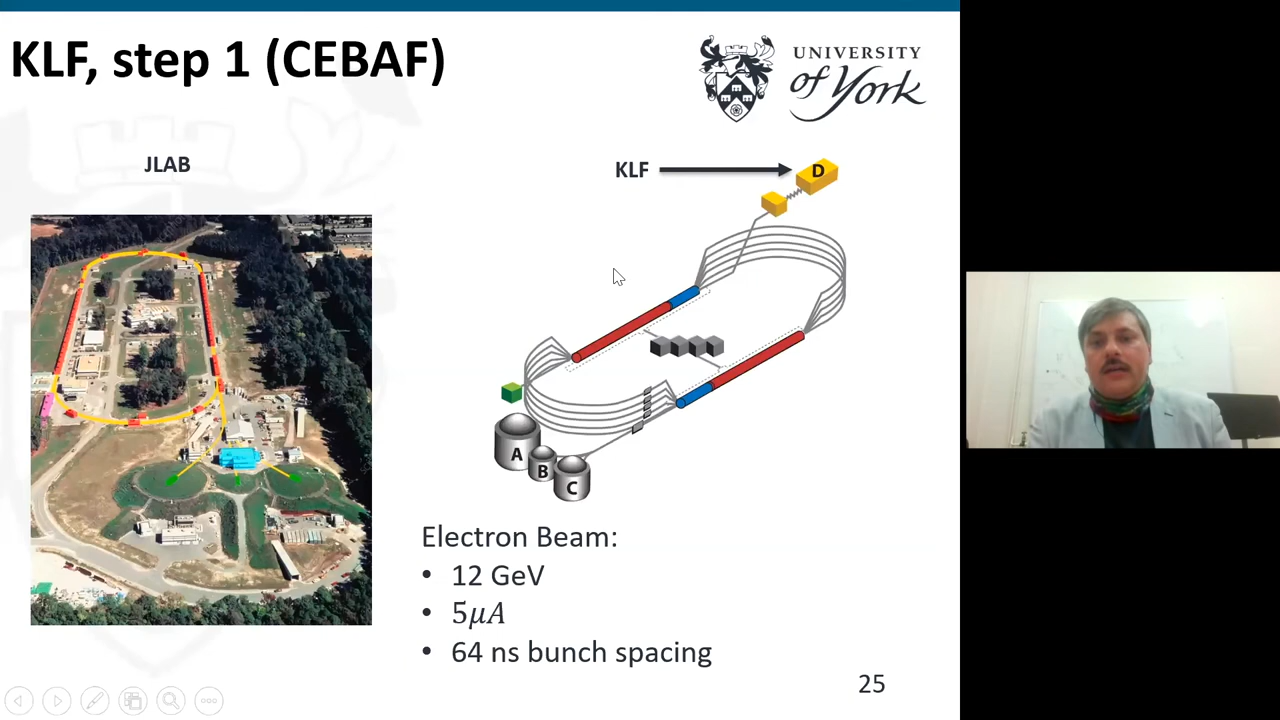 KLF, step 1 (CEBAF)
UNIVERSITY
of York
JLAB
KLF
D
A
B
C
Electron Beam:
• 12 GeV
• 5μA
• 64 ns bunch spacing
25